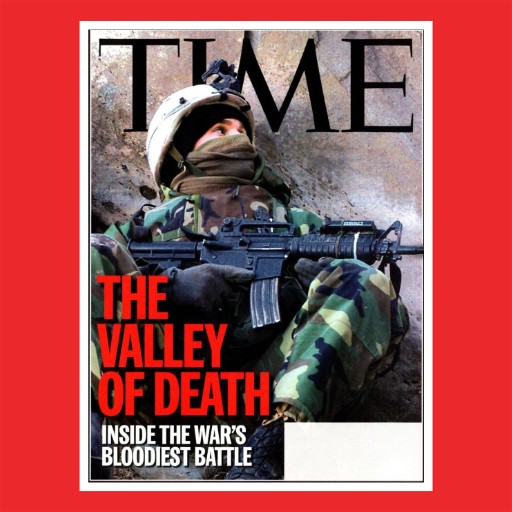 TIME
THE
VALLEY
OF DEATH
INSIDE THE WAR'S
BLOODIEST BATTLE